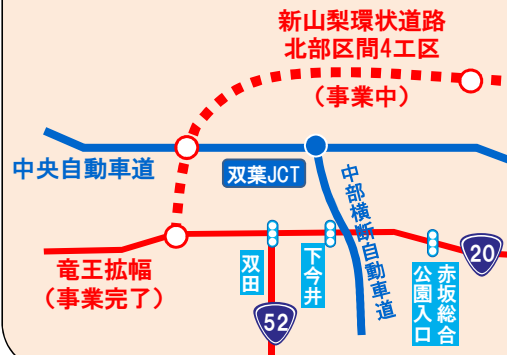 新山梨環状道路
北部区間4工区
（事業中）
中央自動車道
双葉JCT
中部横断自動車道
竜王拡幅
（事業完了）
双田
下今井
赤坂総合
公園入口
20
52